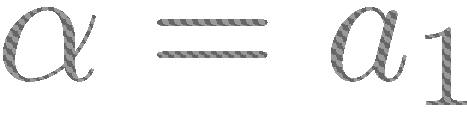 α = a₁